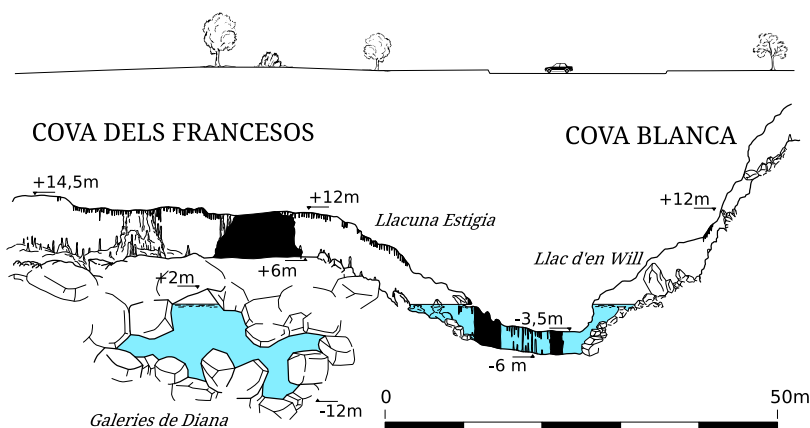 COVA DELS FRANCESOS
COVA BLANCA
+14,5m
+12m
+12m
Llacuna Estigia
Llac d'en Will
+2m
+6m
-3,5m
-6 m
0
50m
-12m
Galeries de Diana